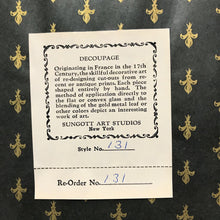 DECOUPAGE
Originating in France in the 17th
Century, the skillful decorative art
of re-designing cut-outs from recent
or antique prints. Each piece
shaped entirely by hand. The
method of application directly to
the flat or convex glass and the
blending of the gold metal leaf or
other colors depict an interesting
work of art.
SUNGOTT ART STUDIOS
New York
Style No. 131
Re-Order No. 131